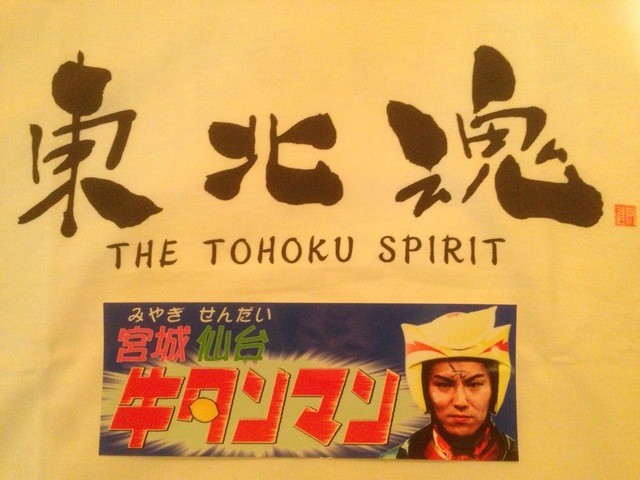 東北魂
THE TOHOKU SPIRIT
みやぎ せんだい
宮城 仙台
牛タンマン